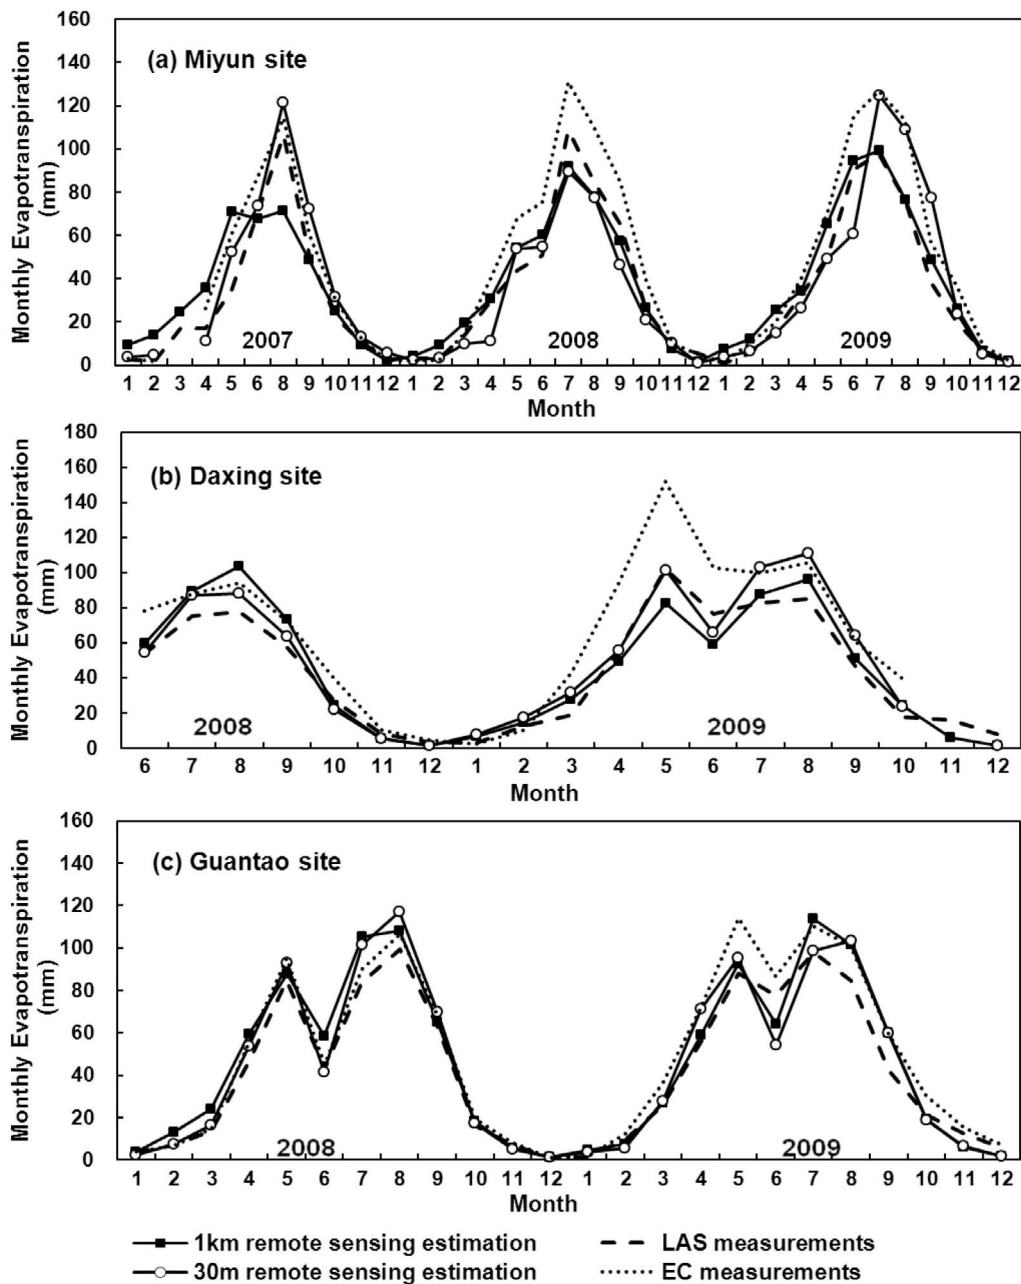 Monthly Evapotranspiration
(mm)
160
140
120
100
80
60
40
20
0
(a) Miyun site
2007
2008
2009
1 2 3 4 5 6 7 8 9 10 11 12 1 2 3 4 5 6 7 8 9 10 11 12 1 2 3 4 5 6 7 8 9 10 11 12
Month
Monthly Evapotranspiration
(mm)
180
160
140
120
100
80
60
40
20
0
(b) Daxing site
2008
2009
6 7 8 9 10 11 12 1 2 3 4 5 6 7 8 9 10 11 12
Month
Monthly Evapotranspiration
(mm)
160
140
120
100
80
60
40
20
0
(c) Guantao site
2008
2009
1 2 3 4 5 6 7 8 9 10 11 12 1 2 3 4 5 6 7 8 9 10 11 12
Month
1km remote sensing estimation
LAS measurements
30m remote sensing estimation
EC measurements